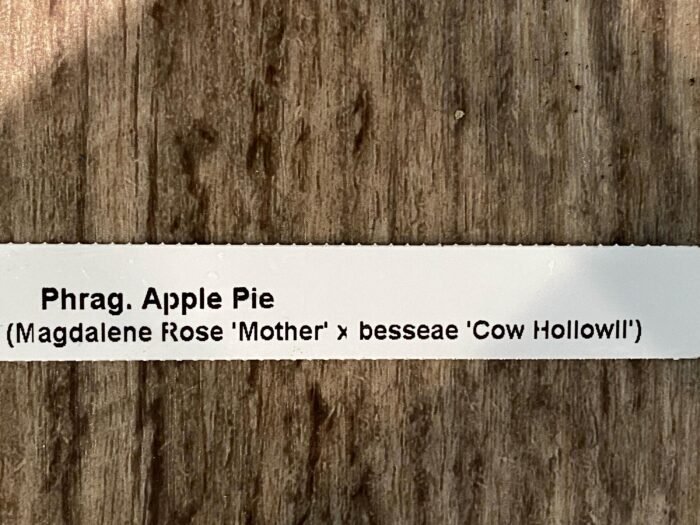 Phrag. Apple Pie
(Magdalene Rose 'Mother' x besseae 'Cow HollowII')